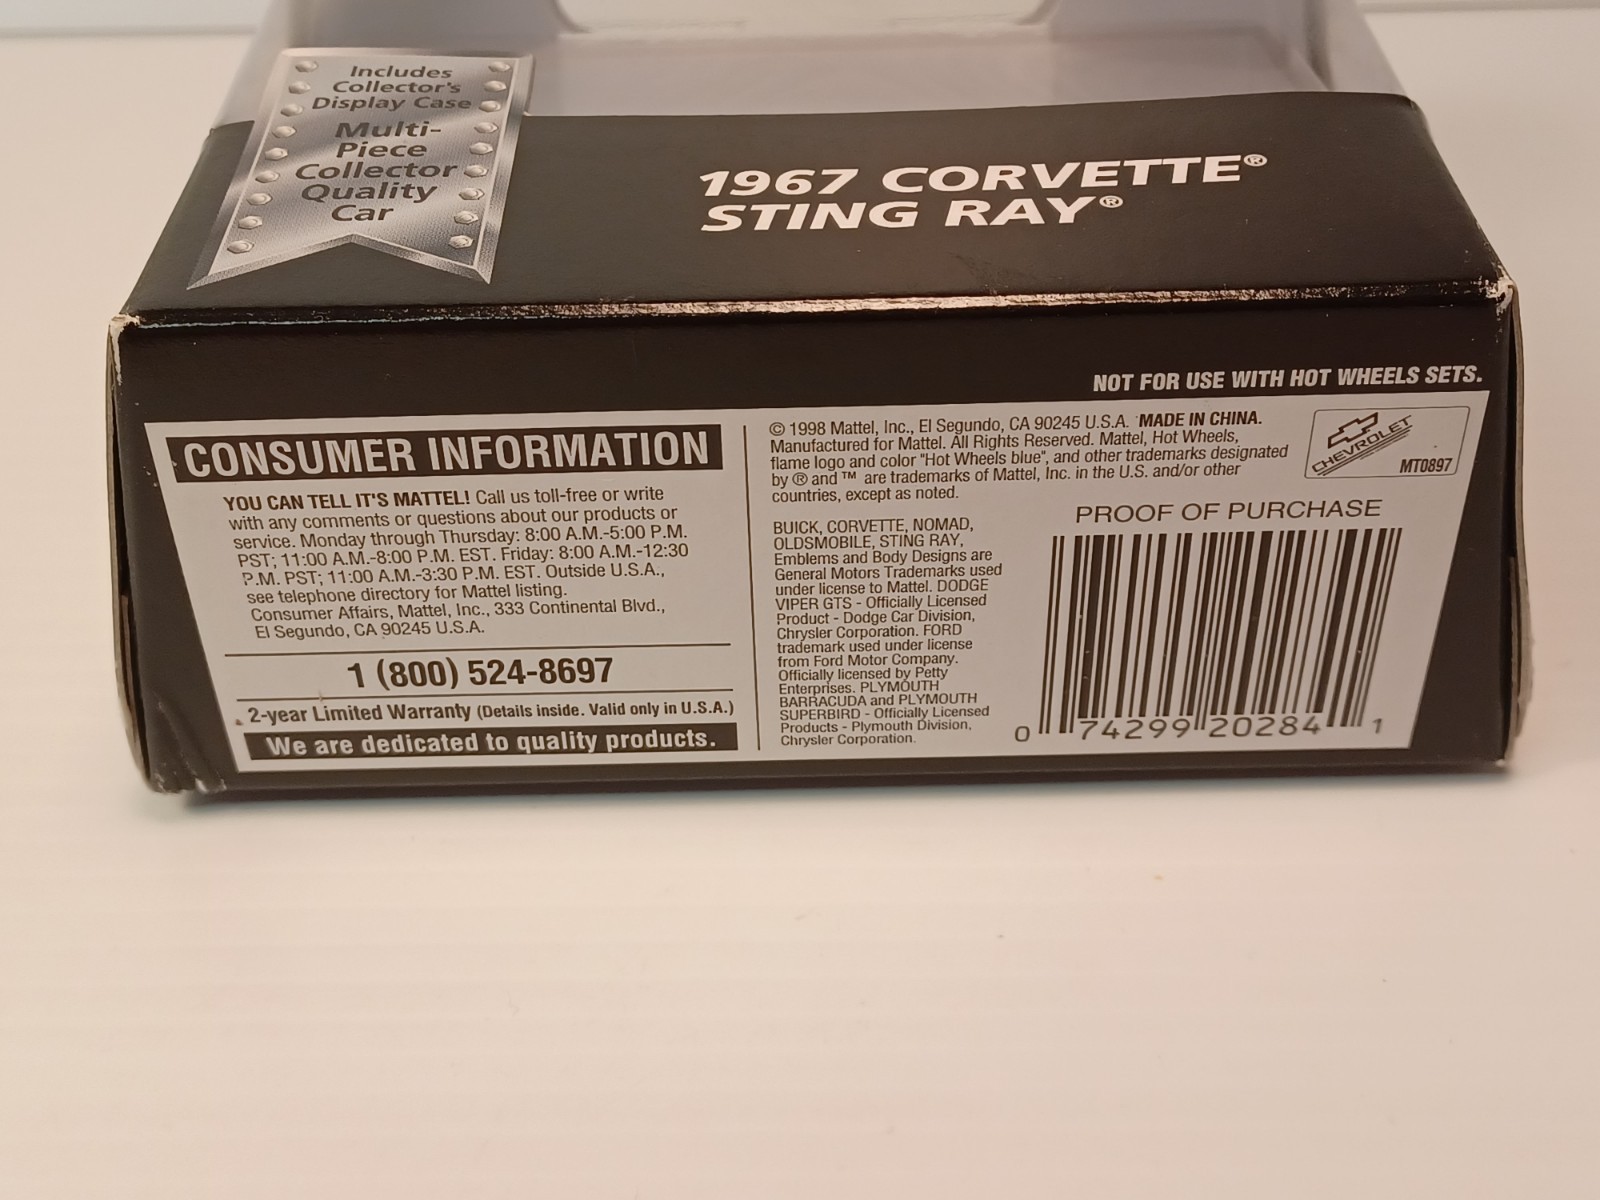 Includes
Collector's
Display Case
Multi-
Piece
Collector
Quality
Car
1967 CORVETTE®
STING RAY®
NOT FOR USE WITH HOT WHEELS SETS.
CONSUMER INFORMATION
YOU CAN TELL IT'S MATTEL! Call us toll-free or write
with any comments or questions about our products or
service. Monday through Thursday: 8:00 A.M.-5:00 P.M.
PST; 11:00 A.M.-8:00 P.M. EST. Friday: 8:00 A.M.-12:30
P.M. PST; 11:00 A.M.-3:30 P.M. EST. Outside U.S.A.,
see telephone directory for Mattel listing.
Consumer Affairs, Mattel, Inc., 333 Continental Blvd.,
El Segundo, CA 90245 U.S.A.
1 (800) 524-8697
2-year Limited Warranty (Details inside. Valid only in U.S.A.)
We are dedicated to quality products.
© 1998 Mattel, Inc., El Segundo, CA 90245 U.S.A. MADE IN CHINA.
Manufactured for Mattel. All Rights Reserved. Mattel, Hot Wheels,
flame logo and color "Hot Wheels blue", and other trademarks designated
by ® and ™ are trademarks of Mattel, Inc. in the U.S. and/or other
countries, except as noted.
BUICK, CORVETTE, NOMAD,
OLDSMOBILE, STING RAY,
Emblems and Body Designs are
General Motors Trademarks used
under license to Mattel. DODGE
VIPER GTS - Officially Licensed
Product - Dodge Car Division,
Chrysler Corporation. FORD
trademark used under license
from Ford Motor Company.
Officially licensed by Petty
Enterprises. PLYMOUTH
BARRACUDA and PLYMOUTH
SUPERBIRD - Officially Licensed
Products - Plymouth Division,
Chrysler Corporation.
CHEVROLET
MT0897
PROOF OF PURCHASE
0 74299 20284 1